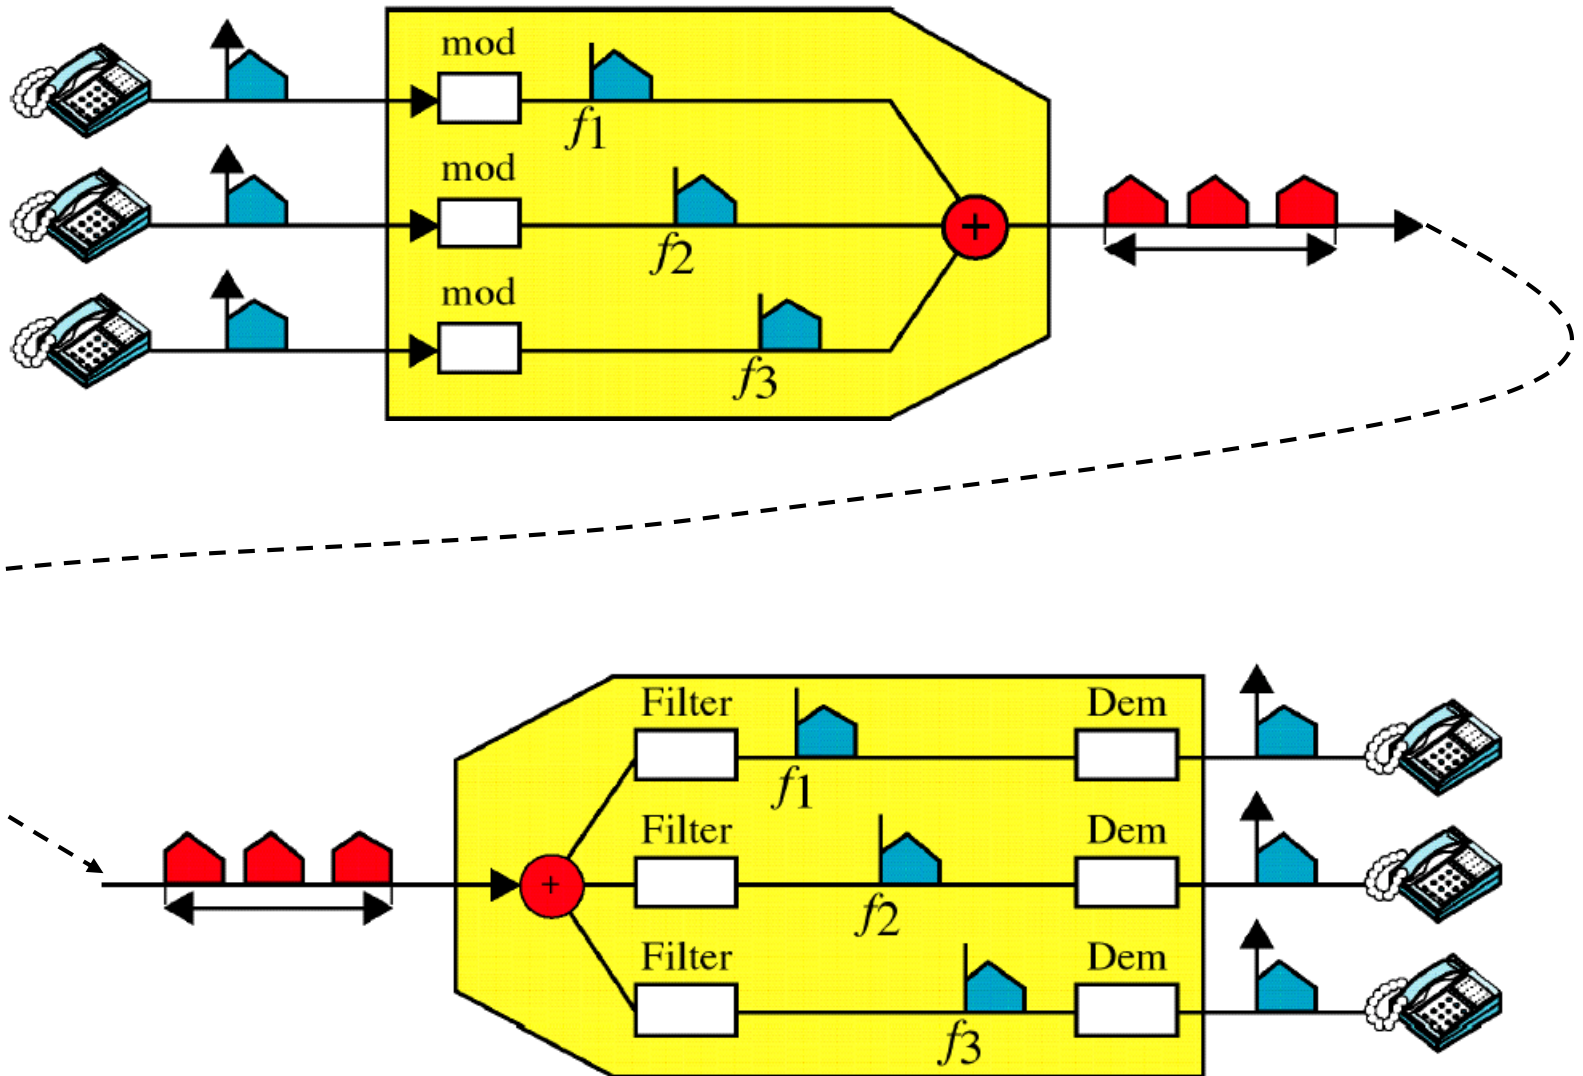 mod
f1
mod
f2
+
mod
f3
Filter
Dem
f1
Filter
Dem
+
f2
Filter
Dem
f3